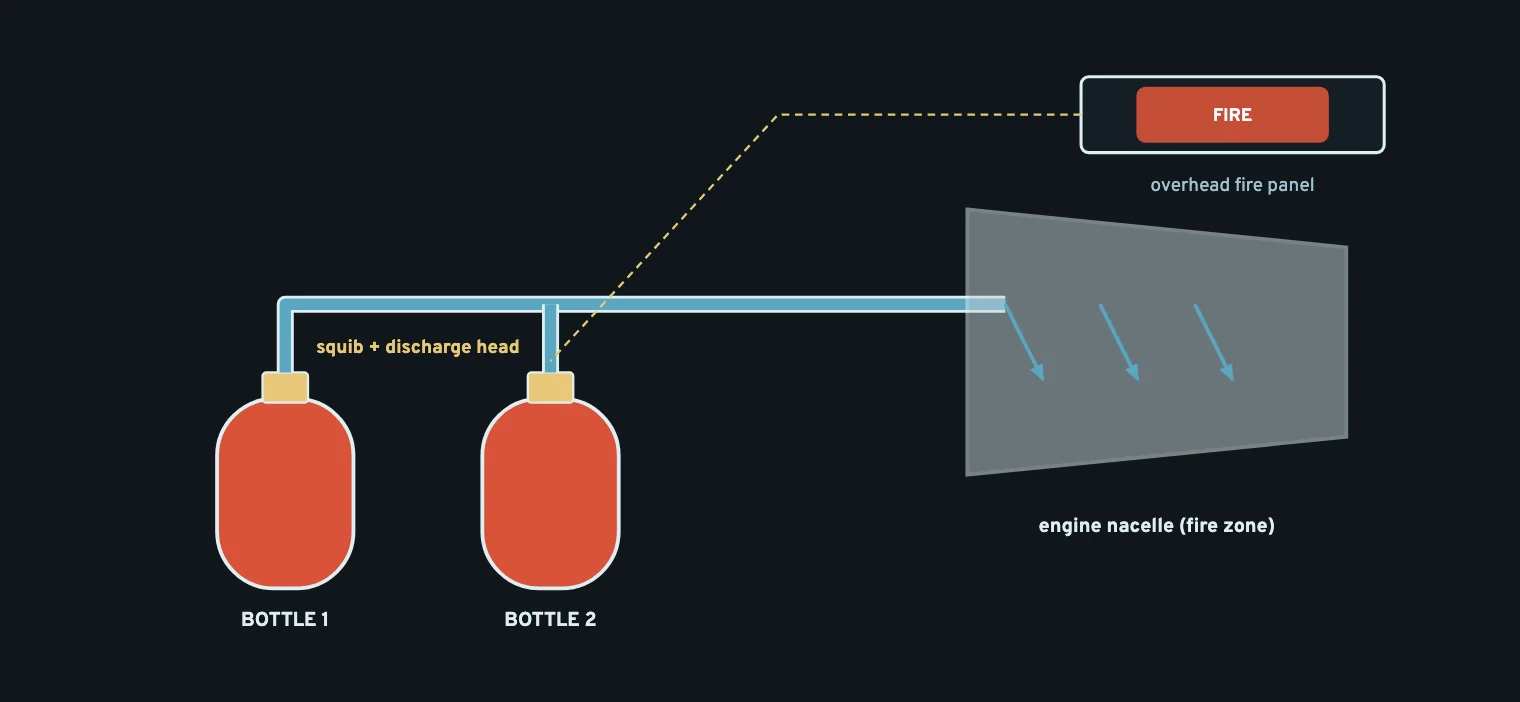 FIRE
overhead fire panel
squib + discharge head
engine nacelle (fire zone)
BOTTLE 1
BOTTLE 2